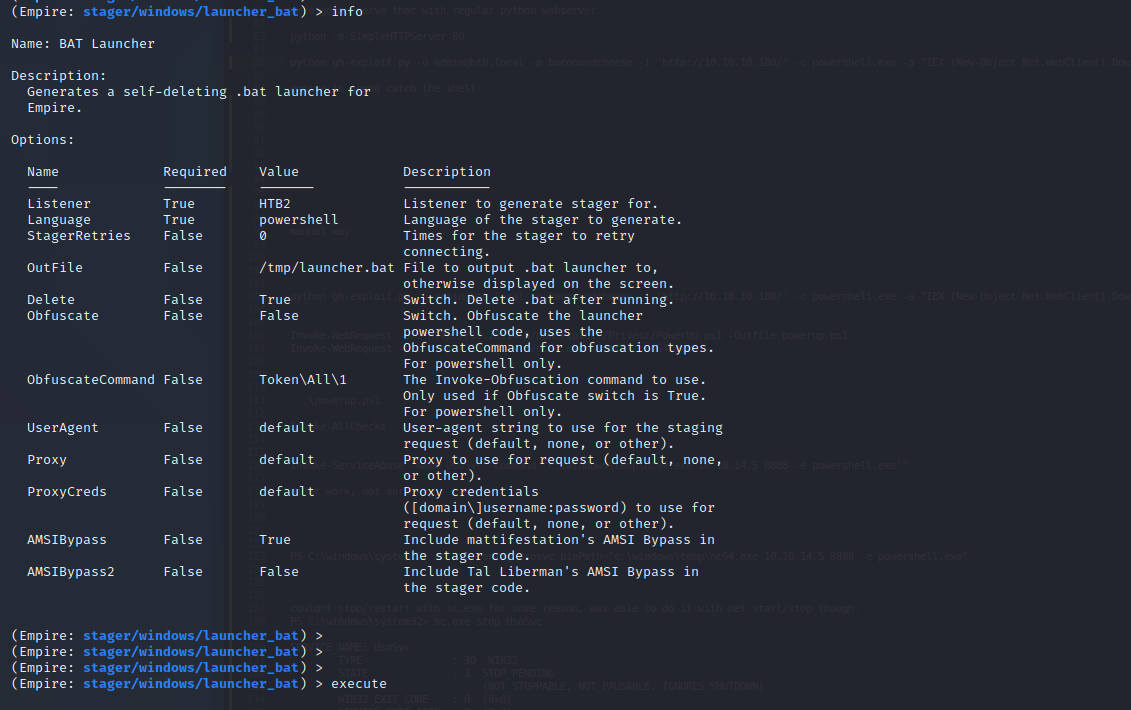 (Empire: stager/windows/launcher_bat) > info
Name: BAT Launcher
Description:
Generates a self-deleting .bat launcher for
Empire.
Options:
Name Required Value Description
Listener True HTB2 Listener to generate stager for.
Language True powershell Language of the stager to generate.
StagerRetries False 0 Times for the stager to retry
connecting.
OutFile False /tmp/launcher.bat File to output .bat launcher to,
otherwise displayed on the screen.
Delete False True Switch. Delete .bat after running.
Obfuscate False False Switch. Obfuscate the launcher
powershell code, uses the
ObfuscateCommand for obfuscation types.
For powershell only.
ObfuscateCommand False Token\All\1 The Invoke-Obfuscation command to use.
Only used if Obfuscate switch is True.
For powershell only.
UserAgent False default User-agent string to use for the staging
request (default, none, or other).
Proxy False default Proxy to use for request (default, none,
or other).
ProxyCreds False default Proxy credentials
([domain\]username:password) to use for
request (default, none, or other).
AMSIBypass False True Include mattifestation's AMSI Bypass in
the stager code.
AMSIBypass2 False False Include Tal Liberman's AMSI Bypass in
the stager code.
(Empire: stager/windows/launcher_bat) >
(Empire: stager/windows/launcher_bat) >
(Empire: stager/windows/launcher_bat) >
(Empire: stager/windows/launcher_bat) > execute